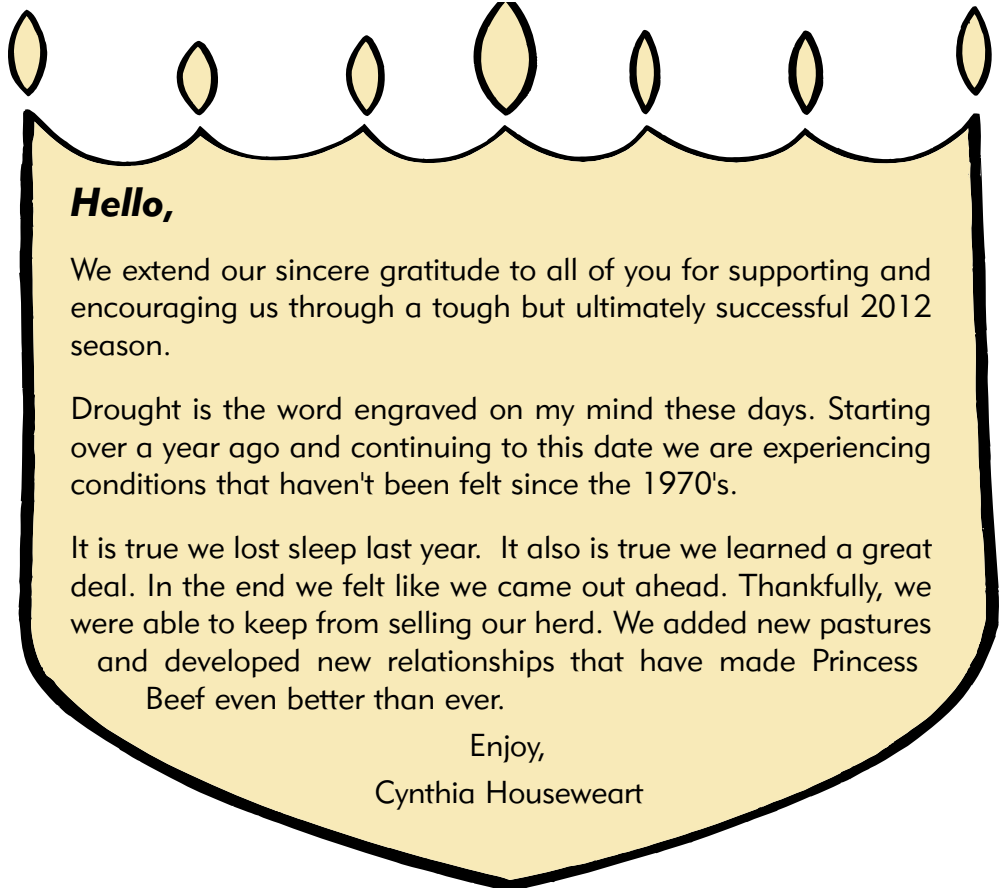 Hello,
We extend our sincere gratitude to all of you for supporting and
encouraging us through a tough but ultimately successful 2012
season.
Drought is the word engraved on my mind these days. Starting
over a year ago and continuing to this date we are experiencing
conditions that haven't been felt since the 1970's.
It is true we lost sleep last year.  It also is true we learned a great
deal. In the end we felt like we came out ahead. Thankfully, we
were able to keep from selling our herd. We added new pastures
and developed new relationships that have made Princess
Beef even better than ever.
Enjoy,
Cynthia Houseweart